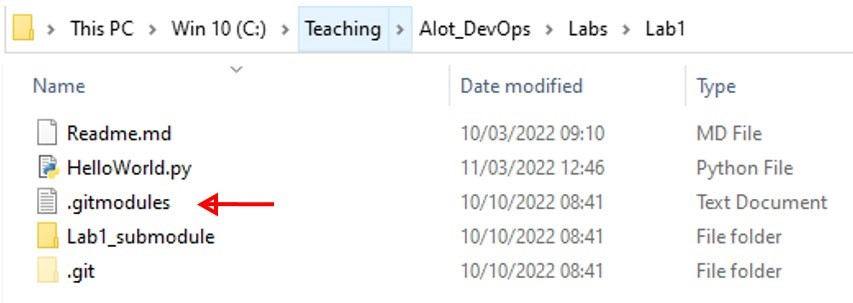 This PC > Win 10 (C:) > Teaching > Alot_DevOps > Labs > Lab1
Name Date modified Type
Readme.md 10/03/2022 09:10 MD File
HelloWorld.py 11/03/2022 12:46 Python File
.gitmodules 10/10/2022 08:41 Text Document
Lab1_submodule 10/10/2022 08:41 File folder
.git 10/10/2022 08:41 File folder